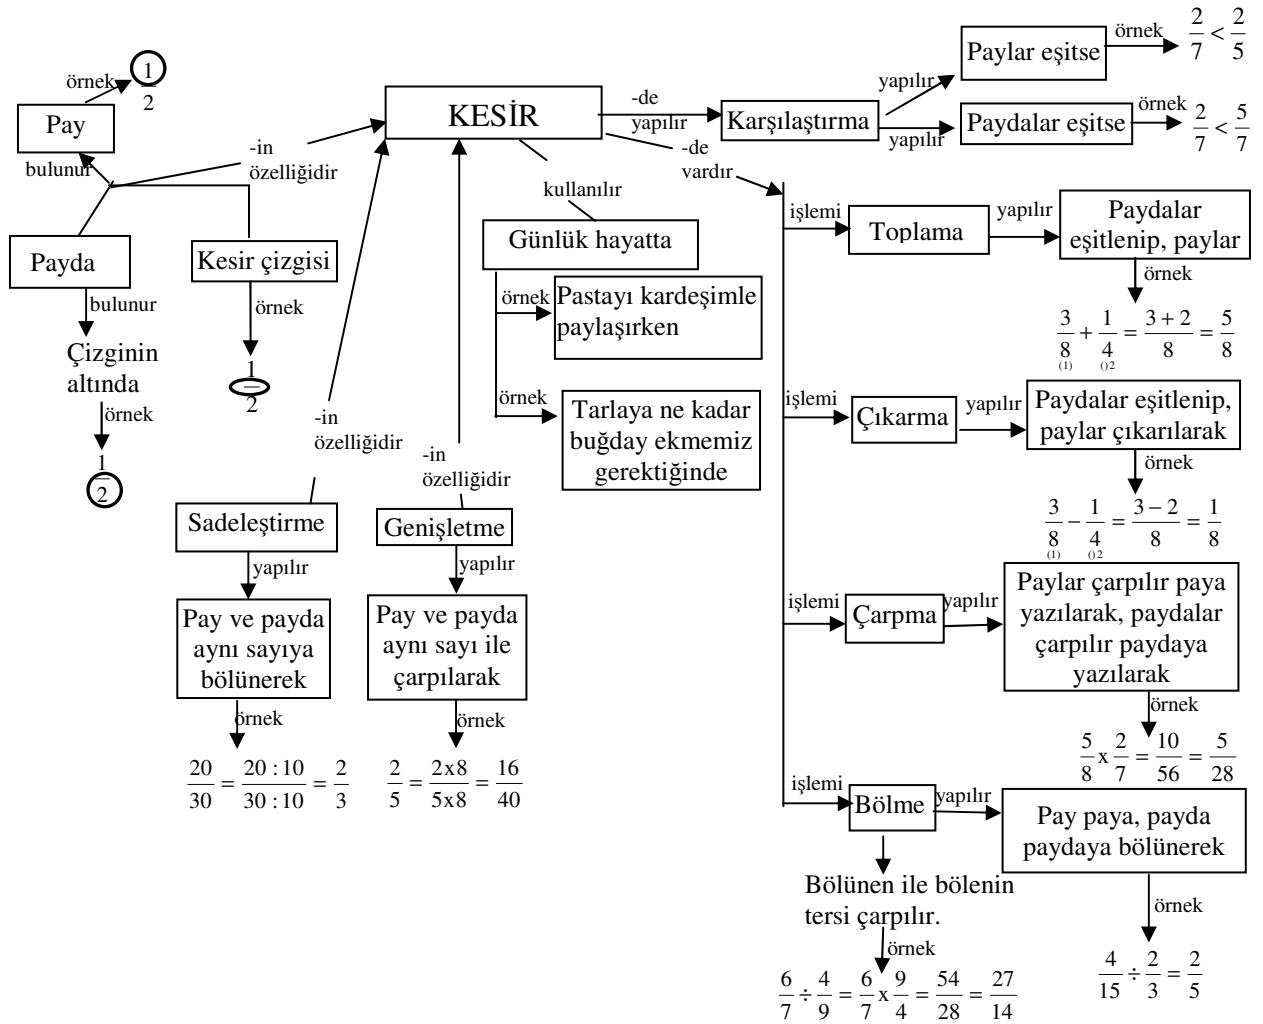 KESİR
-in
özelliğidir
Pay
örnek
1
2
bulunur
Payda
bulunur
Çizginin
altında
örnek
1
2
Kesir çizgisi
örnek
1
2
-in
özelliğidir
Sadeleştirme
yapılır
Pay ve payda
aynı sayıya
bölünerek
örnek
20/30 = 20 : 10/30 : 10 = 2/3
-in
özelliğidir
Genişletme
yapılır
Pay ve payda
aynı sayı ile
çarpılarak
örnek
2/5 = 2x8/5x8 = 16/40
kullanılır
Günlük hayatta
örnek
Pastayı kardeşimle
paylaşırken
örnek
Tarlaya ne kadar
buğday ekmemiz
gerektiğinde
-de
yapılır
Karşılaştırma
yapılır
Paylar eşitse
örnek
2/7 < 2/5
yapılır
Paydalar eşitse
örnek
2/7 < 5/7
-de
vardır
işlemi
Toplama
yapılır
Paydalar
eşitlenip, paylar
örnek
3/8 + 1/4 = 3 + 2/8 = 5/8
(1) ()2
işlemi
Çıkarma
yapılır
Paydalar eşitlenip,
paylar çıkarılarak
örnek
3/8 − 1/4 = 3 − 2/8 = 1/8
(1) ()2
işlemi
Çarpma
yapılır
Paylar çarpılır paya
yazılarak, paydalar
çarpılır paydaya
yazılarak
örnek
5/8 x 2/7 = 10/56 = 5/28
işlemi
Bölme
yapılır
Pay paya, payda
paydaya bölünerek
örnek
4/15 ÷ 2/3 = 2/5
Bölünen ile bölenin
tersi çarpılır.
örnek
6/7 ÷ 4/9 = 6/7 x 9/4 = 54/28 = 27/14